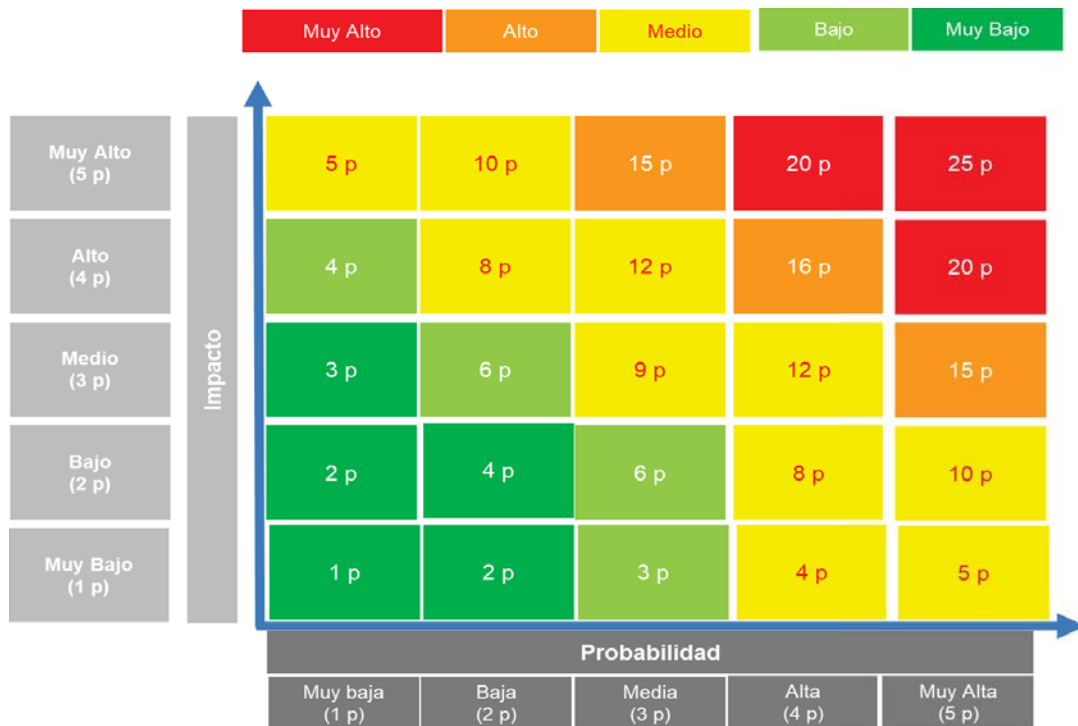 Muy Alto Alto Medio Bajo Muy Bajo
Muy Alto
(5 p)
5 p 10 p 15 p 20 p 25 p
Alto
(4 p)
4 p 8 p 12 p 16 p 20 p
Impacto
Medio
(3 p)
3 p 6 p 9 p 12 p 15 p
Bajo
(2 p)
2 p 4 p 6 p 8 p 10 p
Muy Bajo
(1 p)
1 p 2 p 3 p 4 p 5 p
Probabilidad
Muy baja Baja Media Alta Muy Alta
(1 p) (2 p) (3 p) (4 p) (5 p)